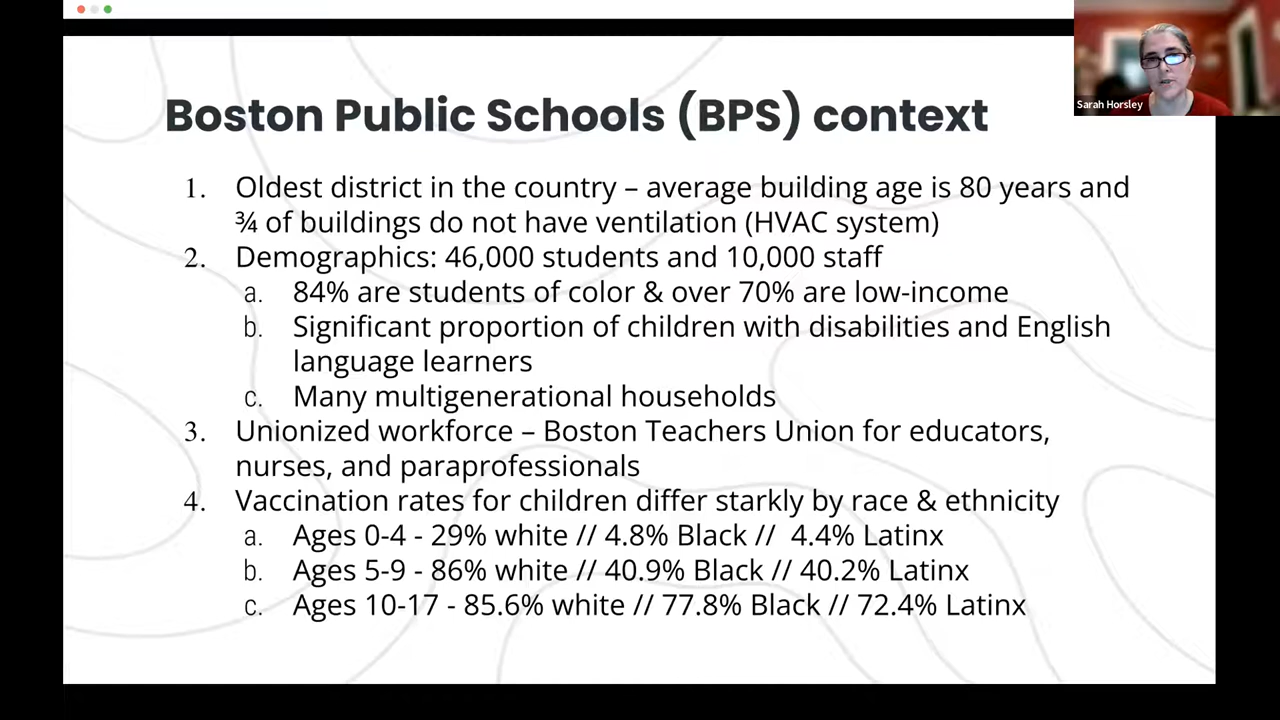 Boston Public Schools (BPS) context
Sarah Horsley
1. Oldest district in the country – average building age is 80 years and
¾ of buildings do not have ventilation (HVAC system)
2. Demographics: 46,000 students and 10,000 staff
a. 84% are students of color & over 70% are low-income
b. Significant proportion of children with disabilities and English
language learners
c. Many multigenerational households
3. Unionized workforce – Boston Teachers Union for educators,
nurses, and paraprofessionals
4. Vaccination rates for children differ starkly by race & ethnicity
a. Ages 0-4 - 29% white // 4.8% Black // 4.4% Latinx
b. Ages 5-9 - 86% white // 40.9% Black // 40.2% Latinx
c. Ages 10-17 - 85.6% white // 77.8% Black // 72.4% Latinx